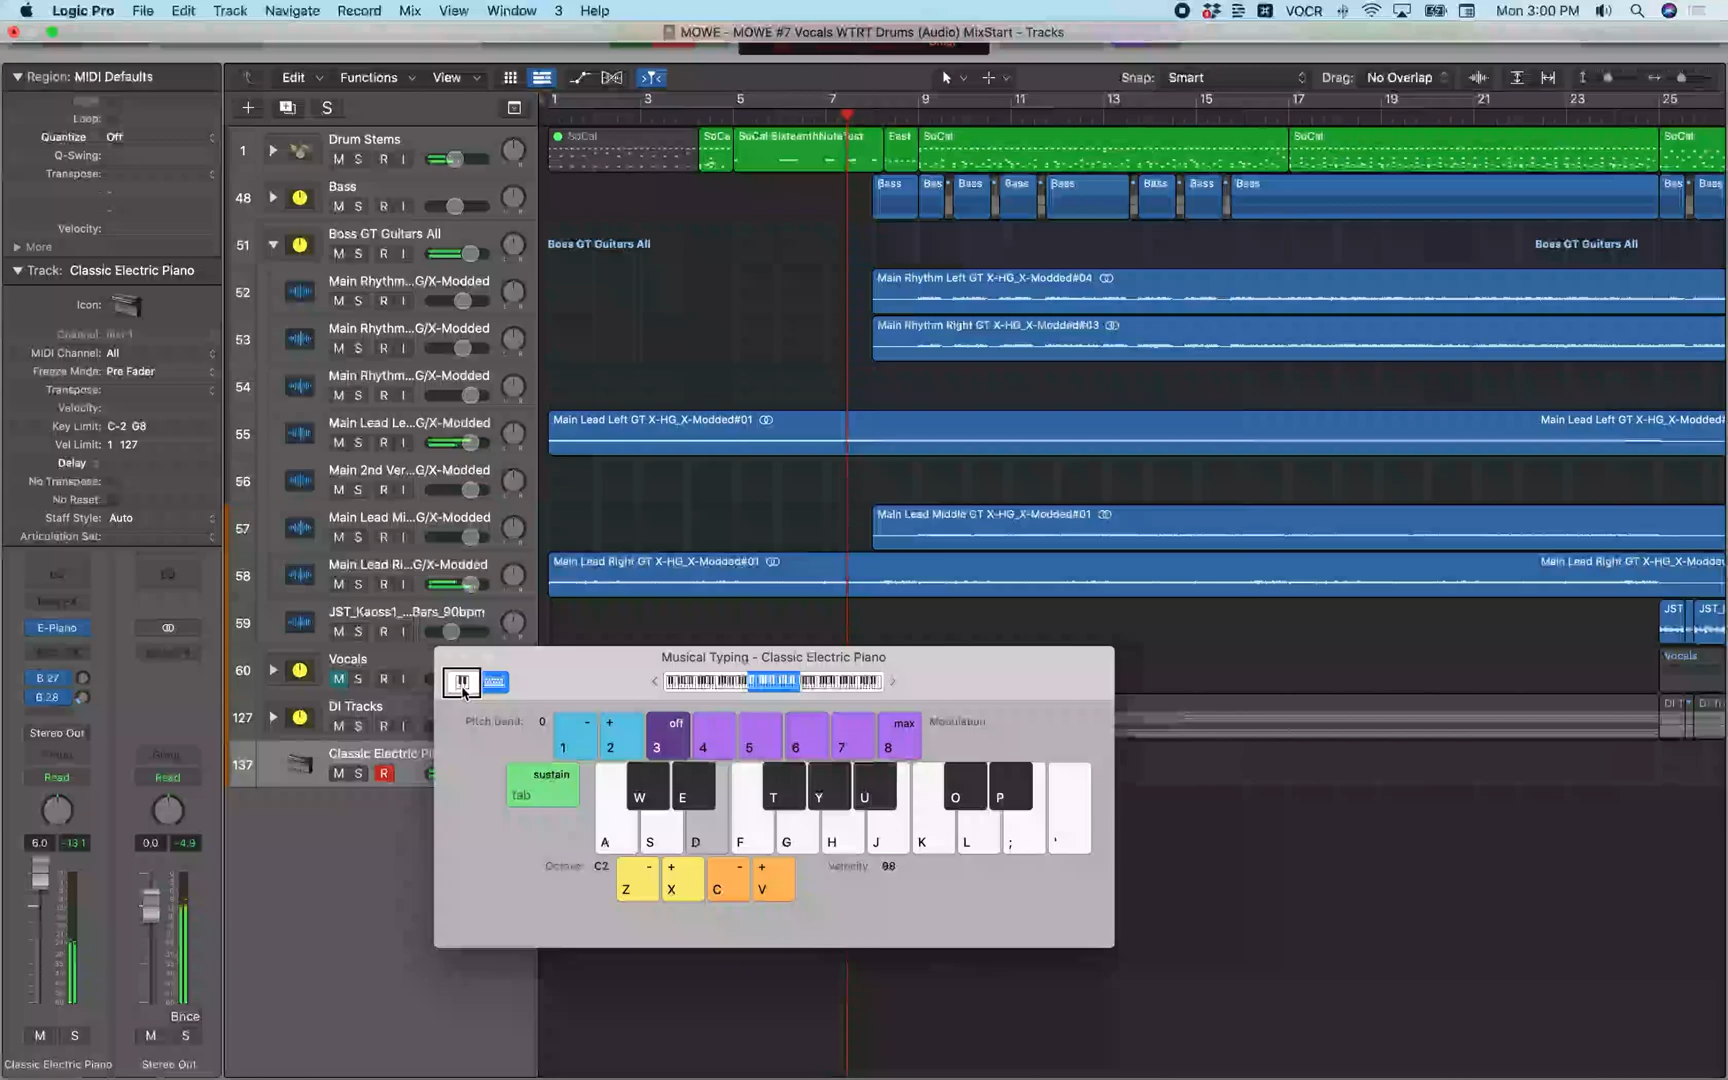 Logic Pro File Edit Track Navigate Record Mix View Window 3 Help
VOCR Mon 3:00 PM
MOWE - MOWE #7 Vocals WTRT Drums (Audio) MixStart - Tracks
Region: MIDI Defaults
Loop:
Quantize Off
Q-Swing:
Transpose:
Velocity:
More
Track: Classic Electric Piano
Icon:
MIDI Channel: All
Freeze Mode: Pre Fader
Transpose:
Velocity:
Key Limit: C-2 G8
Vel Limit: 1 127
Delay
No Transpose:
No Reset:
Staff Style: Auto
Articulation Set:
EQ
E-Piano
B 27
B 28
Stereo Out
Read Read
6.0 -13.1 0.0 -4.9
Bnce
M S M S
Classic Electric Piano Stereo Out
Edit Functions View
Snap: Smart Drag: No Overlap
S
1 3 5 7 9 11 13 15 17 19 21 23 25
1 Drum Stems
M S R I
SoCal SoCa SoCal East SoCal SoCal SoCal
48 Bass
M S R I
Bass Bas Bass Bass Bass Bass Bass Bass Bas Bass
51 Boss GT Guitars All
M S R I
Boss GT Guitars All Boss GT Guitars All
52 Main Rhythm...G/X-Modded
M S R I
Main Rhythm Left GT X-HG_X-Modded#04
53 Main Rhythm...G/X-Modded
M S R I
Main Rhythm Right GT X-HG_X-Modded#03
54 Main Rhythm...G/X-Modded
M S R I
55 Main Lead Le...G/X-Modded
M S R I
Main Lead Left GT X-HG_X-Modded#01 Main Lead Left GT X-HG_X-Modded#
56 Main 2nd Ver...G/X-Modded
M S R I
57 Main Lead Mi...G/X-Modded
M S R I
Main Lead Middle GT X-HG_X-Modded#01
58 Main Lead Ri...G/X-Modded
M S R I
Main Lead Right GT X-HG_X-Modded#01 Main Lead Right GT X-HG_X-Modded
59 JST_Kaoss1_...Bars_90bpm
M S R I
JST JST_
60 Vocals
M S R I
Vocals
127 DI Tracks
M S R
137 Classic Electric Pi
M S R
Musical Typing - Classic Electric Piano
Pitch bend: 0 - + off max Modulation
1 2 3 4 5 6 7 8
sustain
tab
W E T Y U O P
A S D F G H J K L ; '
Octave: C2 - + - + Velocity 98
Z X C V